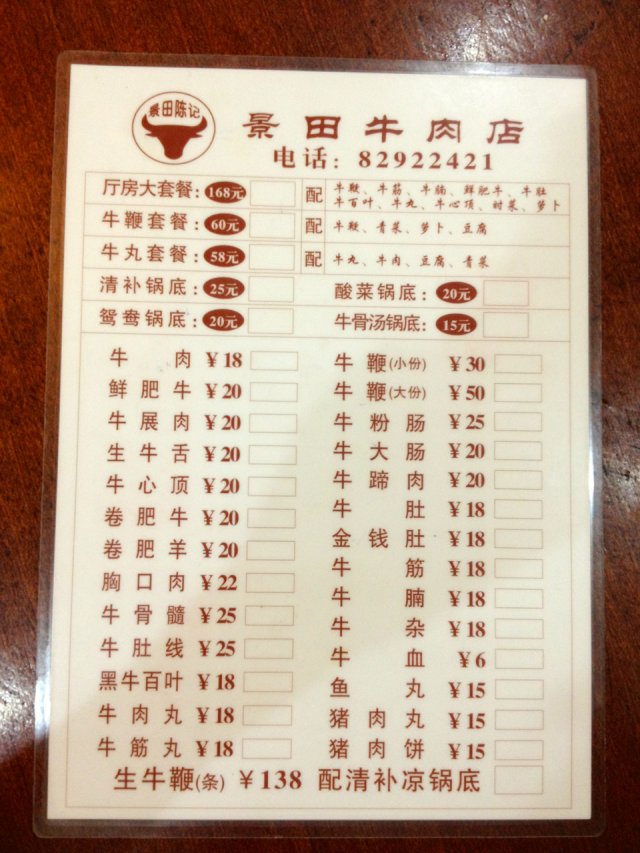 景田陈记
景田牛肉店
电话：82922421
厅房大套餐：168元 配 牛鞭、牛筋、牛腩、鲜肥牛、牛肚
牛百叶、牛丸、牛心顶、甜菜、萝卜
牛鞭套餐：60元 配 牛鞭、青菜、萝卜、豆腐
牛丸套餐：58元 配 牛丸、牛肉、豆腐、青菜
清补锅底：25元 酸菜锅底：20元
鸳鸯锅底：20元 牛骨汤锅底：15元
牛肉 ¥18 牛鞭(小份) ¥30
鲜肥牛 ¥20 牛鞭(大份) ¥50
牛展肉 ¥20 牛粉肠 ¥25
生牛舌 ¥20 牛大肠 ¥20
牛心顶 ¥20 牛蹄肉 ¥20
卷肥牛 ¥20 牛肚 ¥18
卷肥羊 ¥20 金钱肚 ¥18
胸口肉 ¥22 牛筋 ¥18
牛骨髓 ¥25 牛腩 ¥18
牛肚线 ¥25 牛杂 ¥18
黑牛百叶 ¥18 牛血 ¥6
牛肉丸 ¥18 鱼丸 ¥15
牛筋丸 ¥18 猪肉丸 ¥15
猪肉饼 ¥15
生牛鞭(条) ¥138 配清补凉锅底